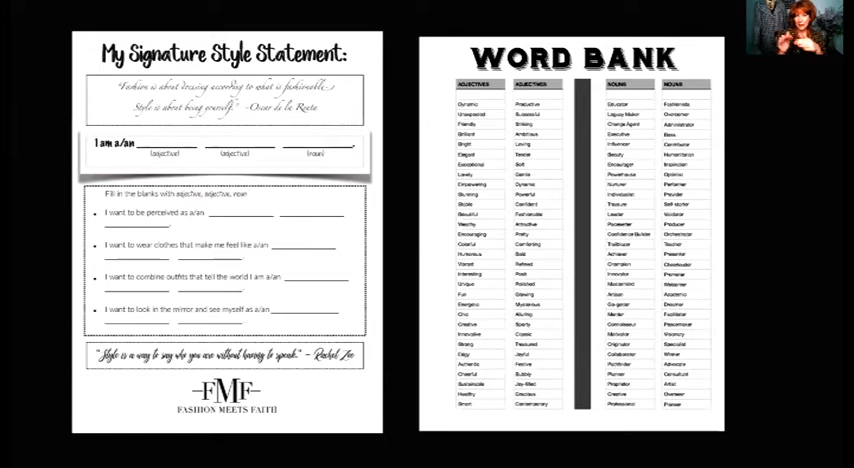 My Signature Style Statement:
"Fashion is about dressing according to what is fashionable.
Style is about being yourself." -Oscar de la Renta
I am a/an
(adjective) (adjective) (noun)
Fill in the blanks with adjective, adjective, noun
• I want to be perceived as a/an
• I want to wear clothes that make me feel like a/an
• I want to combine outfits that tell the world I am a/an
• I want to look in the mirror and see myself as a/an
"Style is a way to say who you are without having to speak." - Rachel Zoe
FMF
FASHION MEETS FAITH
WORD BANK
ADJECTIVES ADJECTIVES NOUNS NOUNS
Dynamic Productive Educator Fashionista
Unexpected Successful Legacy Maker Overcomer
Friendly Striking Change Agent Administrator
Brilliant Ambitious Executive Boss
Bright Loving Influencer Contributor
Elegant Tender Beauty Humanitarian
Exceptional Soft Encourager Inspiration
Lovely Gentle Powerhouse Optimist
Empowering Dynamic Nurturer Performer
Stunning Powerful Individualist Provider
Stable Confident Treasure Self-starter
Beautiful Fashionable Leader Validator
Wealthy Attractive Pacesetter Producer
Encouraging Pretty Confidence Builder Orchestrator
Colorful Comforting Trailblazer Teacher
Humorous Bold Achiever Presenter
Vibrant Refined Champion Cheerleader
Interesting Posh Innovator Promoter
Unique Polished Mastermind
Fun Glowing Artisan Academic
Energetic Mysterious Go-getter Dreamer
Chic Alluring Mentor Facilitator
Creative Sporty Connoisseur Peacemaker
Innovative Classic Motivator Visionary
Strong Treasured Originator Specialist
Edgy Joyful Collaborator Winner
Authentic Festive Pathfinder Advocate
Cheerful Bubbly Planner Consultant
Sustainable Joy-filled Proprietor Artist
Healthy Gracious Creative Overseer
Smart Contemporary Professional Pioneer